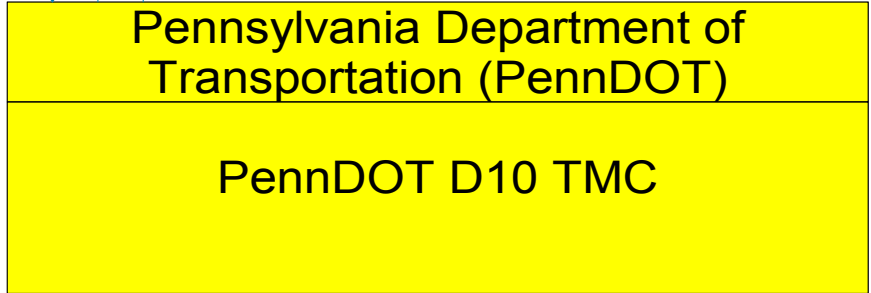 Pennsylvania Department of
Transportation (PennDOT)
PennDOT D10 TMC